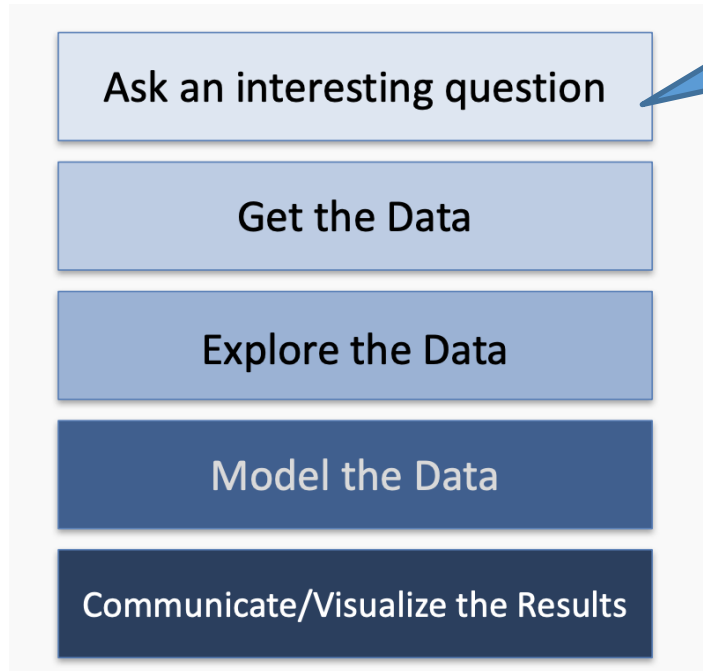 Ask an interesting question
Get the Data
Explore the Data
Model the Data
Communicate/Visualize the Results